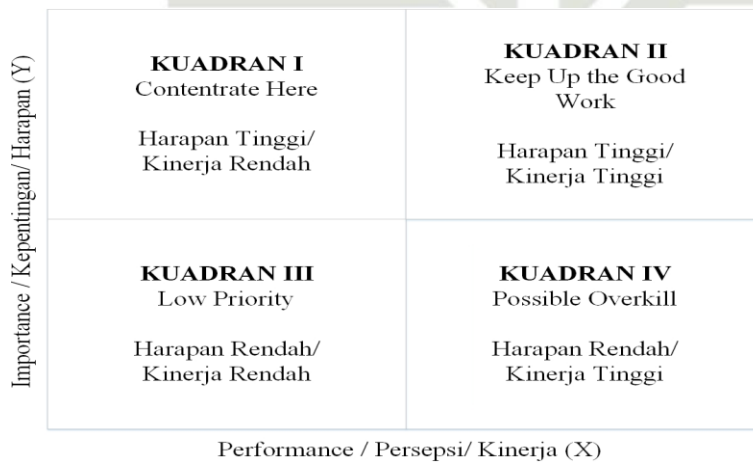 Importance / Kepentingan/ Harapan (Y)
KUADRAN I
Contentrate Here
Harapan Tinggi/
Kinerja Rendah
KUADRAN II
Keep Up the Good
Work
Harapan Tinggi/
Kinerja Tinggi
KUADRAN III
Low Priority
Harapan Rendah/
Kinerja Rendah
KUADRAN IV
Possible Overkill
Harapan Rendah/
Kinerja Tinggi
Performance / Persepsi/ Kinerja (X)